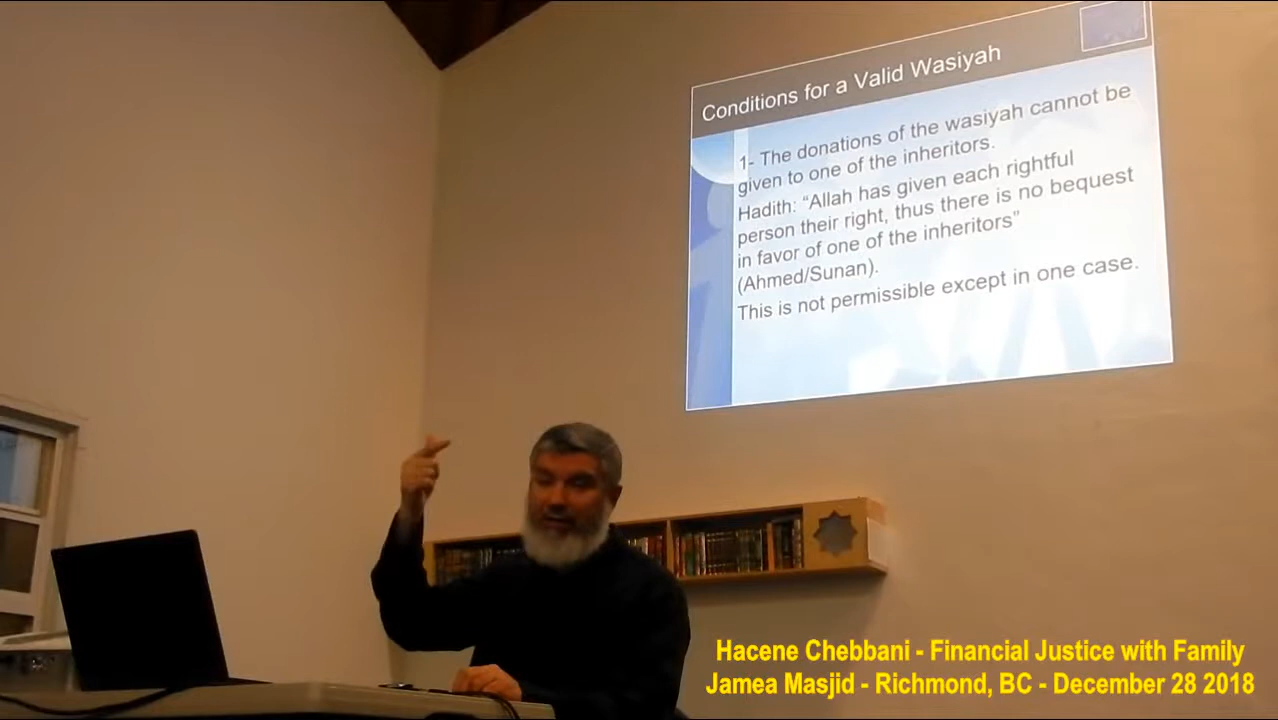 Conditions for a Valid Wasiyah
1- The donations of the wasiyah cannot be
given to one of the inheritors.
Hadith: “Allah has given each rightful
person their right, thus there is no bequest
in favor of one of the inheritors”
(Ahmed/Sunan).
This is not permissible except in one case.
Hacene Chebbani - Financial Justice with Family
Jamea Masjid - Richmond, BC - December 28 2018